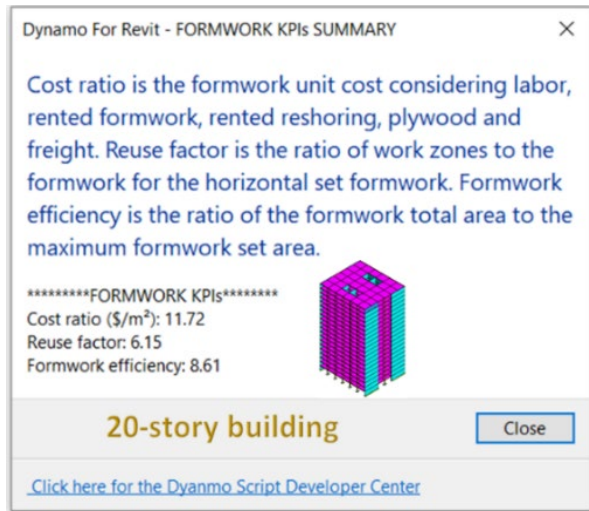 Dynamo For Revit - FORMWORK KPIs SUMMARY
Cost ratio is the formwork unit cost considering labor,
rented formwork, rented reshoring, plywood and
freight. Reuse factor is the ratio of work zones to the
formwork for the horizontal set formwork. Formwork
efficiency is the ratio of the formwork total area to the
maximum formwork set area.
*********FORMWORK KPIs********
Cost ratio ($/m²): 11.72
Reuse factor: 6.15
Formwork efficiency: 8.61
20-story building
Close
Click here for the Dyanmo Script Developer Center